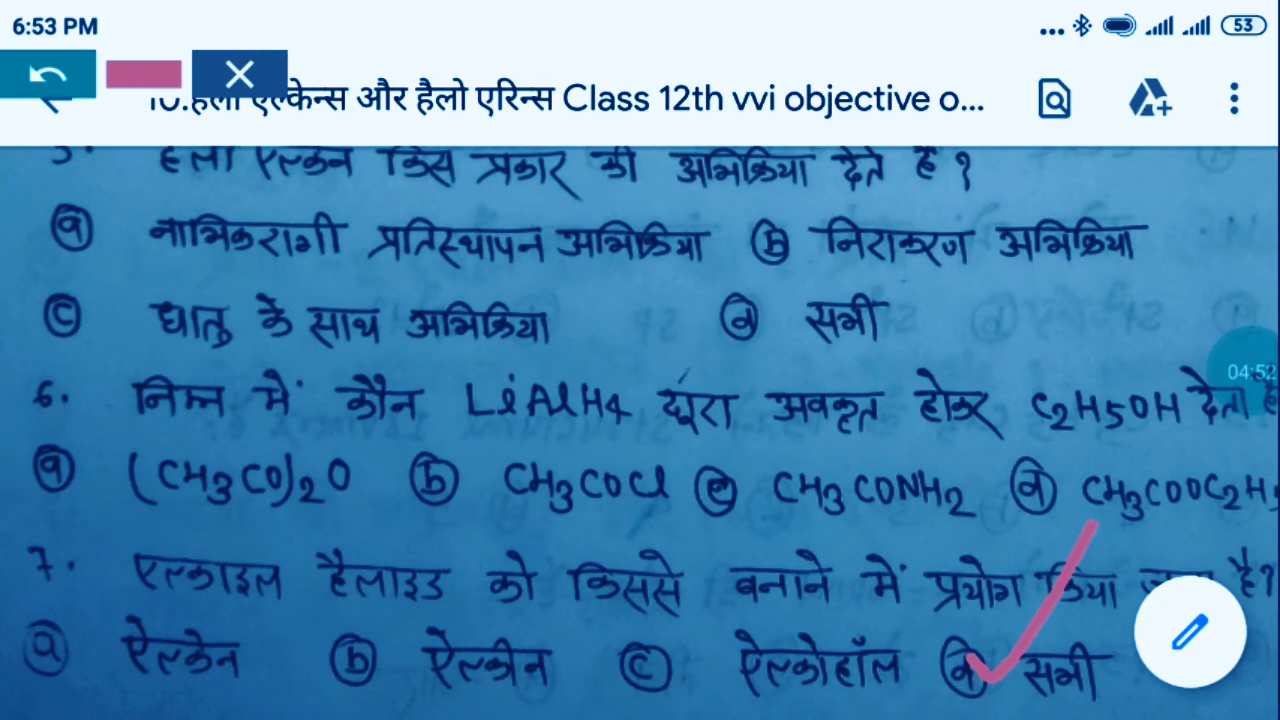 6:53 PM ... 53
10.हैलो एल्केन्स और हैलो एरिन्स Class 12th vvi objective o...
5. हैलो एल्केन किस प्रकार की अभिक्रिया देते हैं ?
(a) नाभिकरागी प्रतिस्थापन अभिक्रिया (b) निराकरण अभिक्रिया
(c) धातु के साथ अभिक्रिया (d) सभी
04:52
6. निम्न में कौन LiAlH4 द्वारा अवकृत होकर C2H5OH देता है
(a) (CH3CO)2O (b) CH3COCl (c) CH3CONH2 (d) CH3COOC2H5
7. एल्काइल हैलाइड को किससे बनाने में प्रयोग किया है?
(a) ऐल्केन (b) ऐल्कीन (c) ऐल्कोहॉल (d) सभी